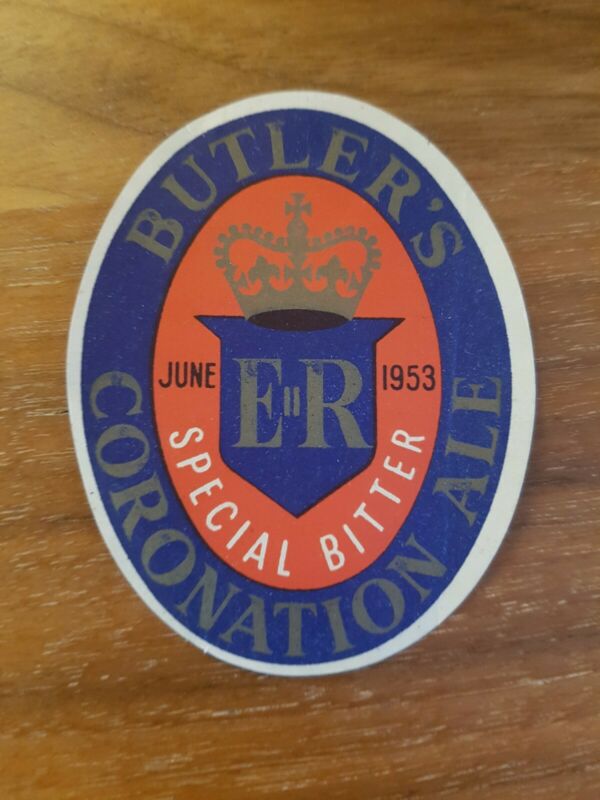 BUTLER'S
JUNE EIIR 1953
SPECIAL BITTER
CORONATION ALE